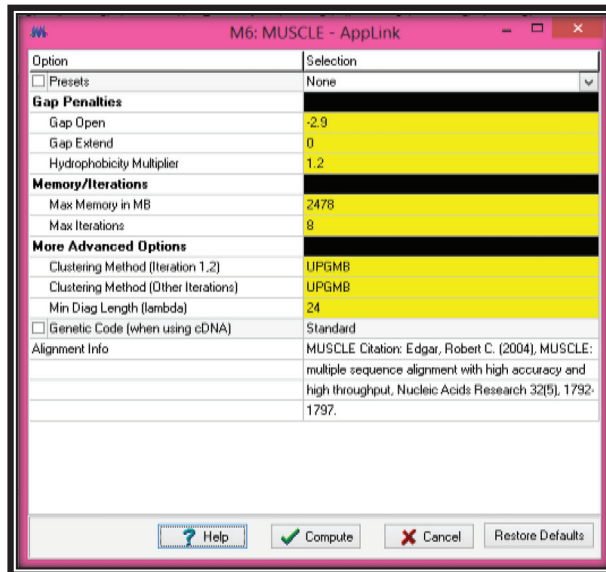 M6: MUSCLE - AppLink
Option Selection
Presets None
Gap Penalties
Gap Open -2.9
Gap Extend 0
Hydrophobicity Multiplier 1.2
Memory/Iterations
Max Memory in MB 2478
Max Iterations 8
More Advanced Options
Clustering Method (Iteration 1,2) UPGMB
Clustering Method (Other Iterations) UPGMB
Min Diag Length (lambda) 24
Genetic Code (when using cDNA) Standard
Alignment Info MUSCLE Citation: Edgar, Robert C. (2004), MUSCLE:
multiple sequence alignment with high accuracy and
high throughput, Nucleic Acids Research 32(5), 1792-
1797.
? Help Compute Cancel Restore Defaults